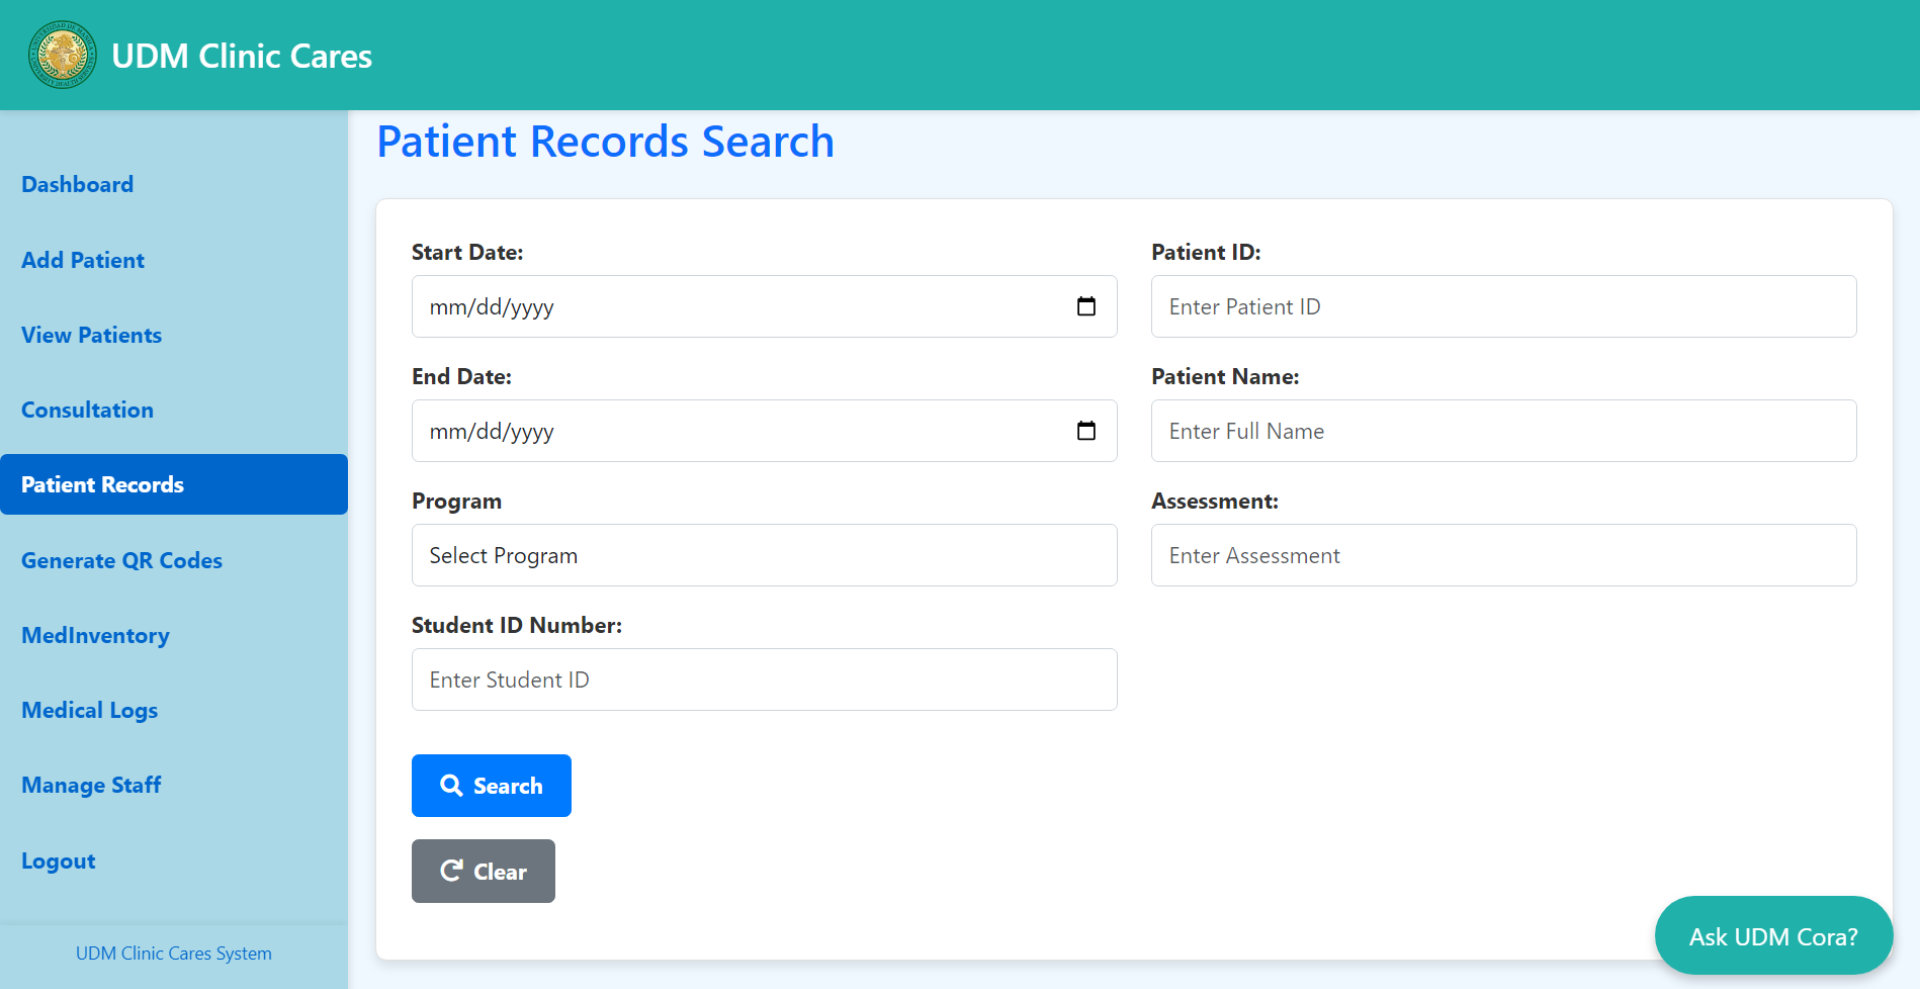 UDM Clinic Cares
Dashboard
Add Patient
View Patients
Consultation
Patient Records
Generate QR Codes
MedInventory
Medical Logs
Manage Staff
Logout
UDM Clinic Cares System
Patient Records Search
Start Date:
mm/dd/yyyy
Patient ID:
Enter Patient ID
End Date:
mm/dd/yyyy
Patient Name:
Enter Full Name
Program
Select Program
Assessment:
Enter Assessment
Student ID Number:
Enter Student ID
Search
Clear
Ask UDM Cora?